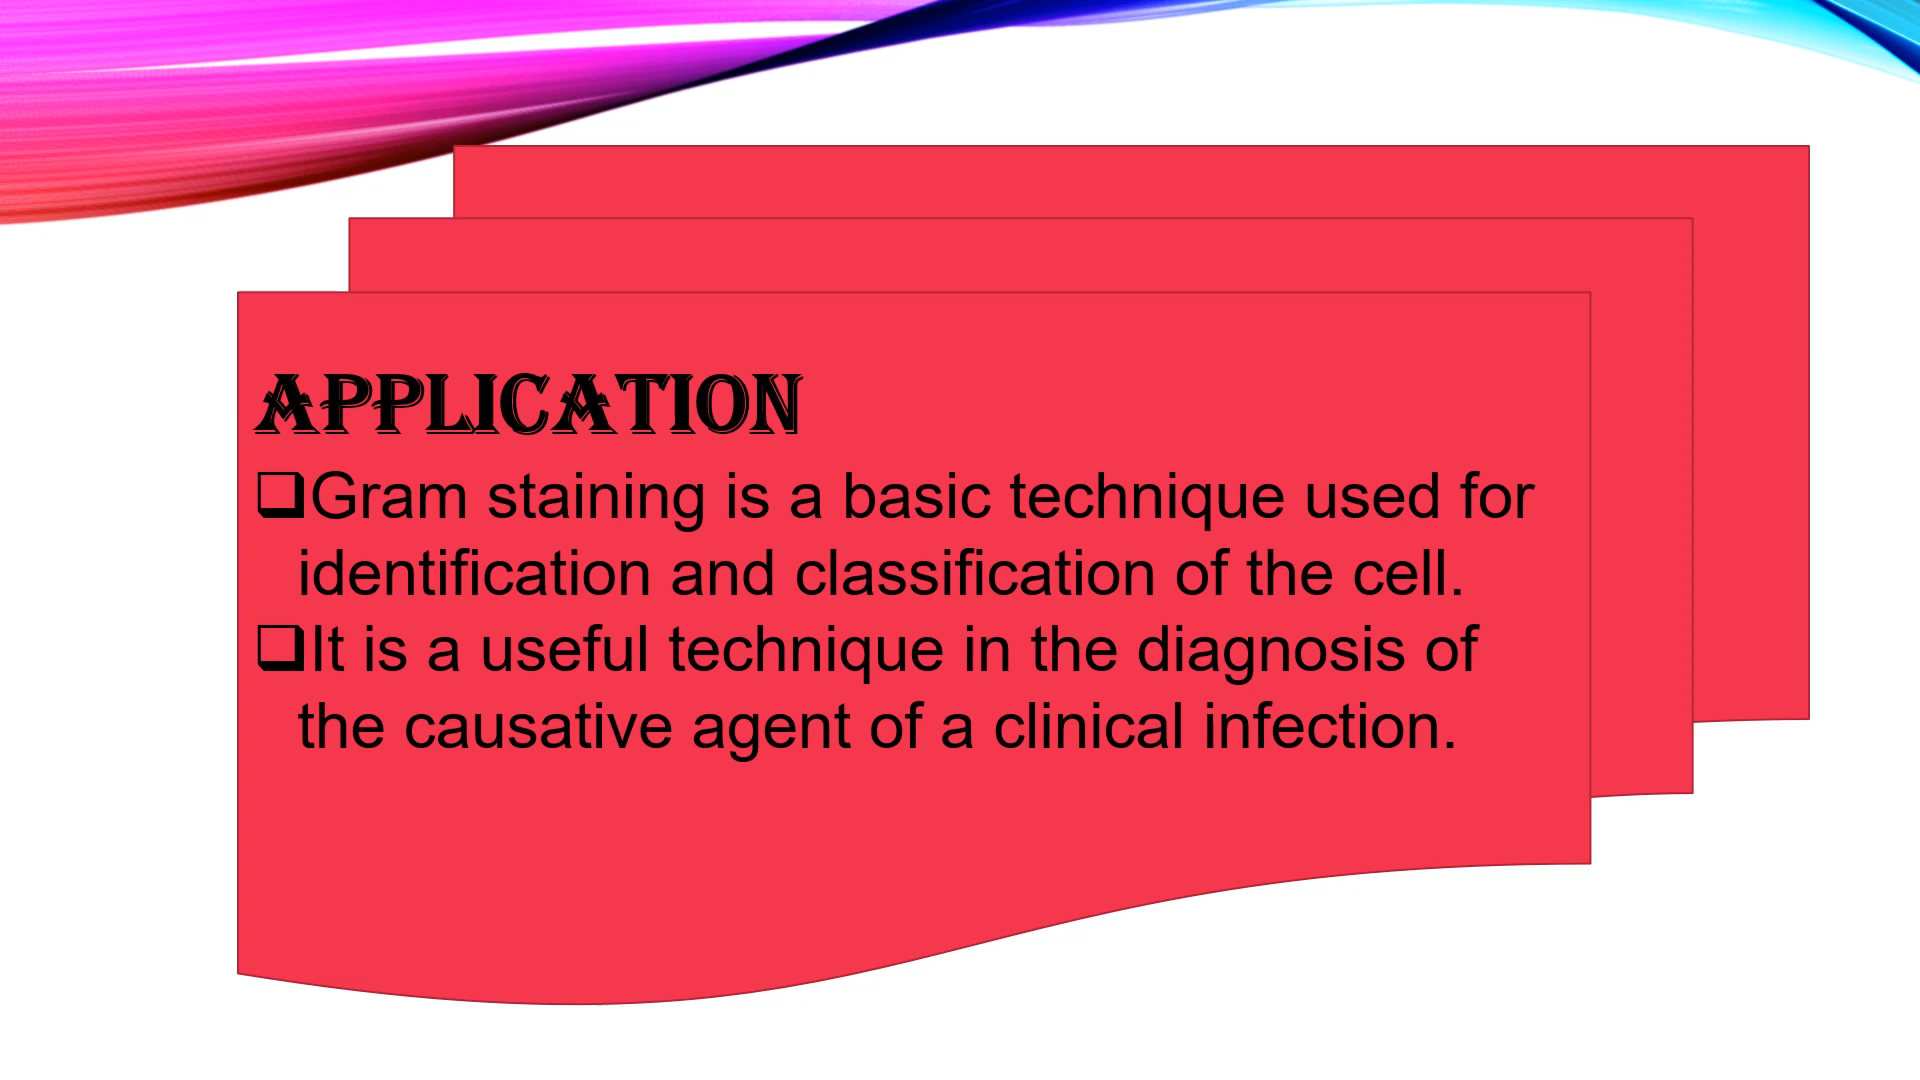 APPLICATION
❑Gram staining is a basic technique used for
identification and classification of the cell.
❑It is a useful technique in the diagnosis of
the causative agent of a clinical infection.